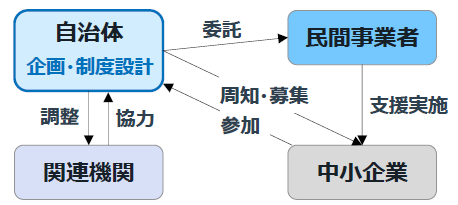 自治体
企画・制度設計
委託
民間事業者
周知・募集
参加
支援実施
調整
協力
関連機関
中小企業